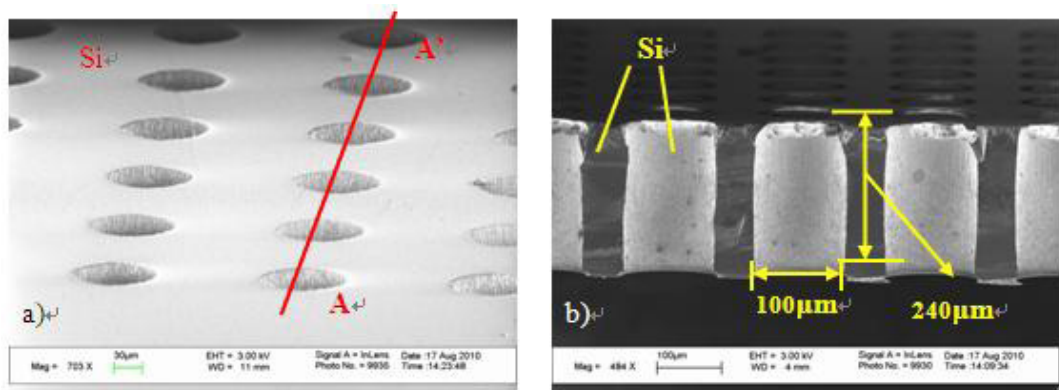 Si↵
A'↵
A↵
a)↵
Mag = 703 X 30µm EHT = 3.00 kV WD = 11 mm Signal A = InLens Photo No. = 9935 Date :17 Aug 2010 Time :14:23:48
Si↵
100µm↵
240µm↵
b)↵
Mag = 484 X 100µm EHT = 3.00 kV WD = 4 mm Signal A = InLens Photo No. = 9930 Date :17 Aug 2010 Time :14:09:34